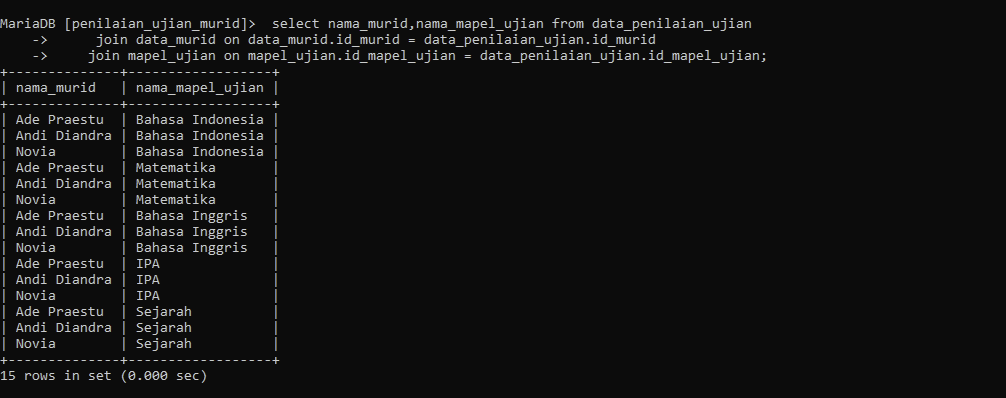 MariaDB [penilaian_ujian_murid]>  select nama_murid,nama_mapel_ujian from data_penilaian_ujian
    ->      join data_murid on data_murid.id_murid = data_penilaian_ujian.id_murid
    ->     join mapel_ujian on mapel_ujian.id_mapel_ujian = data_penilaian_ujian.id_mapel_ujian;
+--------------+------------------+
| nama_murid   | nama_mapel_ujian |
+--------------+------------------+
| Ade Praestu  | Bahasa Indonesia |
| Andi Diandra | Bahasa Indonesia |
| Novia        | Bahasa Indonesia |
| Ade Praestu  | Matematika       |
| Andi Diandra | Matematika       |
| Novia        | Matematika       |
| Ade Praestu  | Bahasa Inggris   |
| Andi Diandra | Bahasa Inggris   |
| Novia        | Bahasa Inggris   |
| Ade Praestu  | IPA              |
| Andi Diandra | IPA              |
| Novia        | IPA              |
| Ade Praestu  | Sejarah          |
| Andi Diandra | Sejarah          |
| Novia        | Sejarah          |
+--------------+------------------+
15 rows in set (0.000 sec)